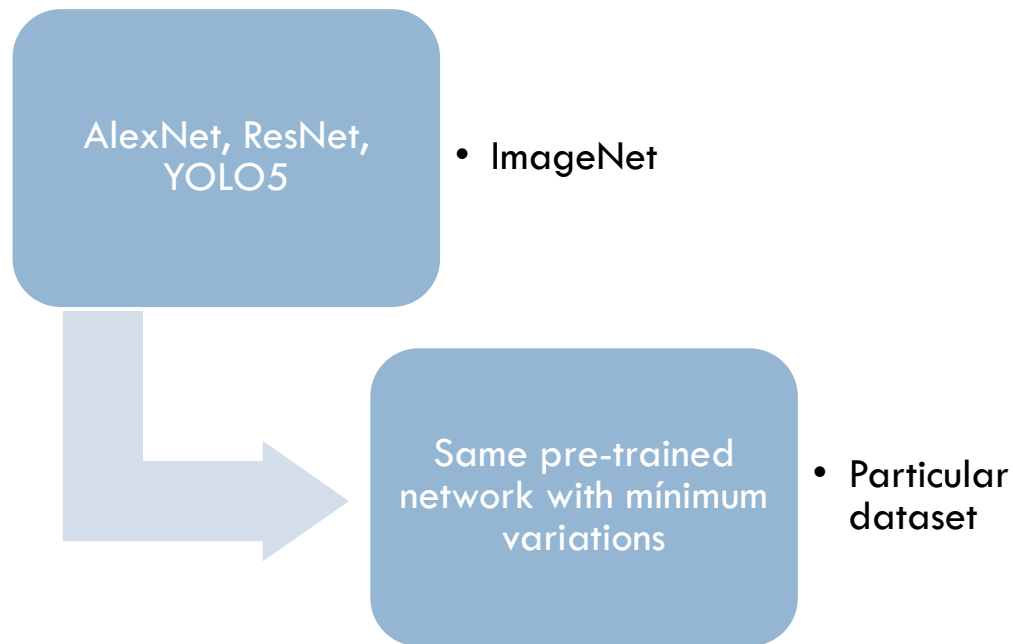 AlexNet, ResNet,
YOLO5
• ImageNet
Same pre-trained
network with mínimum
variations
• Particular
dataset